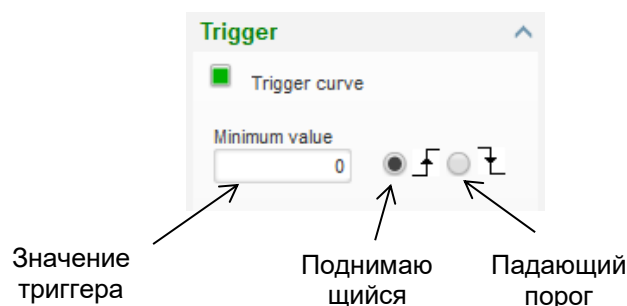 Trigger
Trigger curve
Minimum value
0
Значение
триггера
Поднимаю
щийся
Падающий
порог